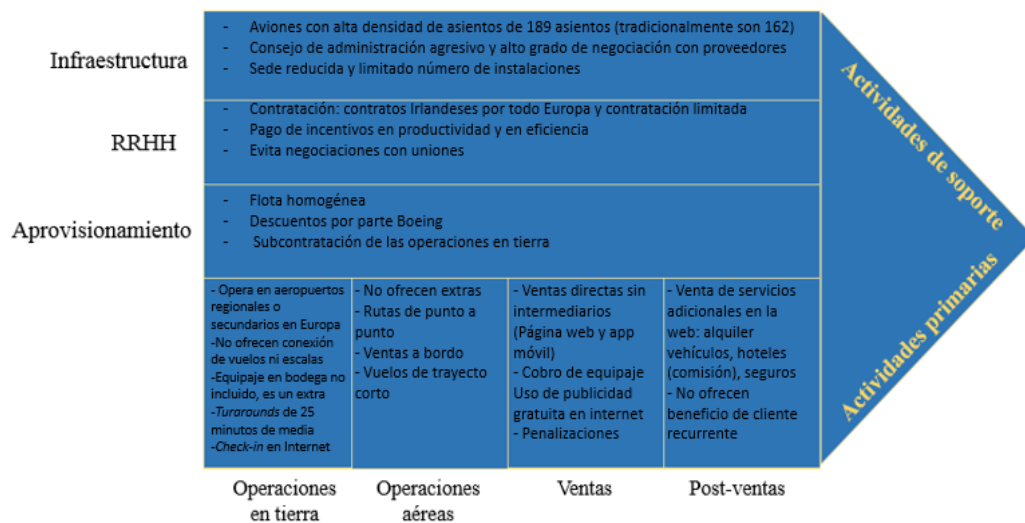 Infraestructura
- Aviones con alta densidad de asientos de 189 asientos (tradicionalmente son 162)
- Consejo de administración agresivo y alto grado de negociación con proveedores
- Sede reducida y limitado número de instalaciones
RRHH
- Contratación: contratos Irlandeses por todo Europa y contratación limitada
- Pago de incentivos en productividad y en eficiencia
- Evita negociaciones con uniones
Aprovisionamiento
- Flota homogénea
- Descuentos por parte Boeing
- Subcontratación de las operaciones en tierra
Actividades de soporte
Actividades primarias
- Opera en aeropuertos
regionales o
secundarios en Europa
-No ofrecen conexión
de vuelos ni escalas
-Equipaje en bodega no
incluido, es un extra
-Turarounds de 25
minutos de media
-Check-in en Internet
- No ofrecen extras
- Rutas de punto a
punto
- Ventas a bordo
- Vuelos de trayecto
corto
- Ventas directas sin
intermediarios
(Página web y app
móvil)
- Cobro de equipaje
Uso de publicidad
gratuita en internet
- Penalizaciones
- Venta de servicios
adicionales en la
web: alquiler
vehículos, hoteles
(comisión), seguros
- No ofrecen
beneficio de cliente
recurrente
Operaciones
en tierra
Operaciones
aéreas
Ventas
Post-ventas